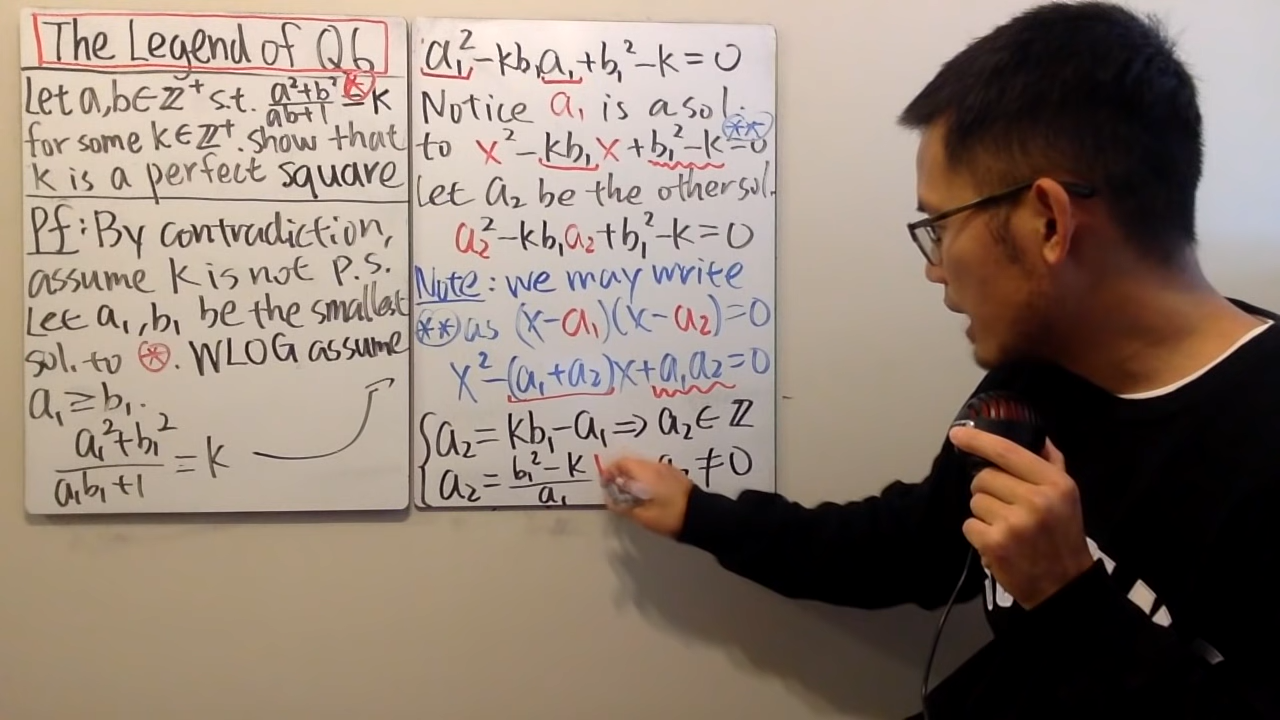 The Legend of Q6
Let a, b ∈ ℤ⁺ s.t. (a²+b²)/(ab+1) =^⊛ k
for some k ∈ ℤ⁺. show that
k is a perfect square
Pf: By contradiction,
assume k is not P.S.
Let a₁, b₁ be the smallest
sol. to ⊛. WLOG assume
a₁ ≥ b₁.
(a₁²+b₁²)/(a₁b₁+1) = k
a₁² - kb₁a₁ + b₁² - k = 0
Notice a₁ is a sol.
to x² - kb₁x + b₁² - k = 0 (**)
Let a₂ be the other sol.
a₂² - kb₁a₂ + b₁² - k = 0
Note: we may write
(**) as (x-a₁)(x-a₂) = 0
x² - (a₁+a₂)x + a₁a₂ = 0
a₂ = kb₁ - a₁ ⇒ a₂ ∈ ℤ
a₂ = (b₁²-k)/a₁ a₂ ≠ 0